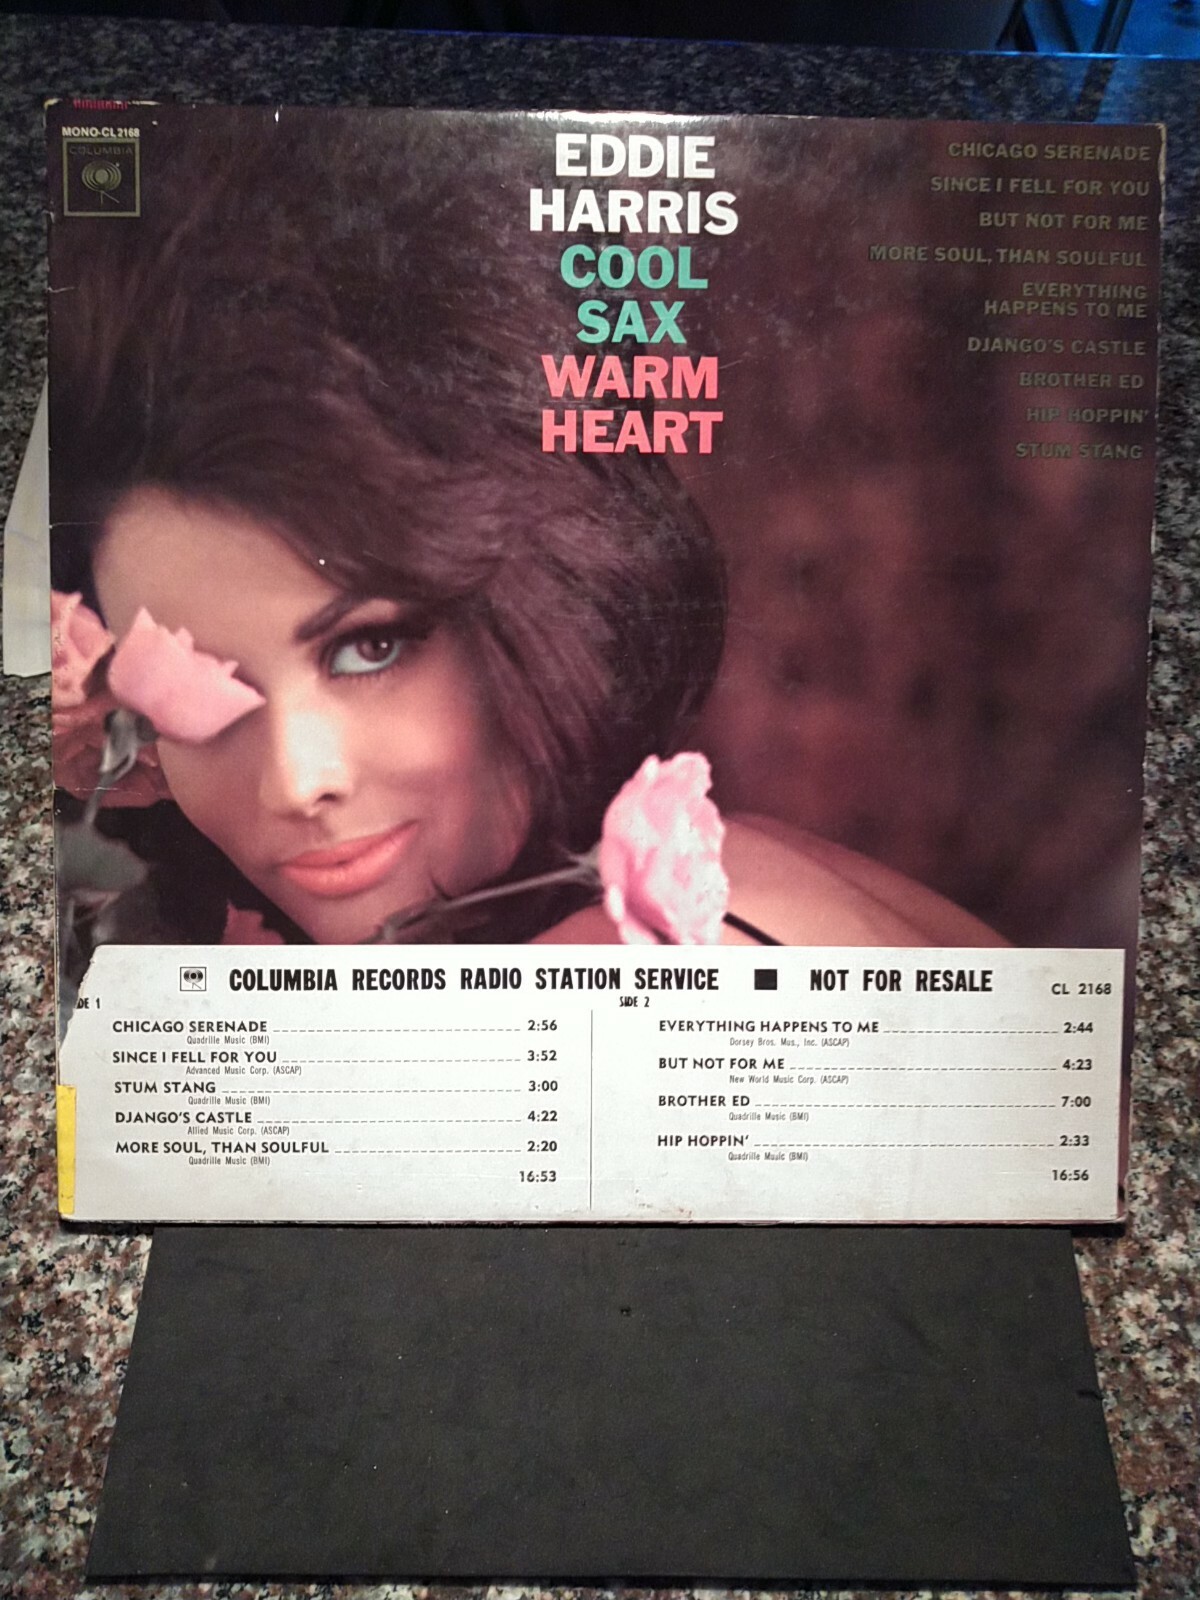 MONO-CL 2168
COLUMBIA
EDDIE
HARRIS
COOL
SAX
WARM
HEART
CHICAGO SERENADE
SINCE I FELL FOR YOU
BUT NOT FOR ME
MORE SOUL, THAN SOULFUL
EVERYTHING
HAPPENS TO ME
DJANGO'S CASTLE
BROTHER ED
HIP HOPPIN'
STUM STANG
COLUMBIA RECORDS RADIO STATION SERVICE ■ NOT FOR RESALE
CL 2168
DE 1
CHICAGO SERENADE 2:56
Quadrille Music (BMI)
SINCE I FELL FOR YOU 3:52
Advanced Music Corp. (ASCAP)
STUM STANG 3:00
Quadrille Music (BMI)
DJANGO'S CASTLE 4:22
Allied Music Corp. (ASCAP)
MORE SOUL, THAN SOULFUL 2:20
Quadrille Music (BMI)
16:53
SIDE 2
EVERYTHING HAPPENS TO ME 2:44
Dorsey Bros. Mus., Inc. (ASCAP)
BUT NOT FOR ME 4:23
New World Music Corp. (ASCAP)
BROTHER ED 7:00
Quadrille Music (BMI)
HIP HOPPIN' 2:33
Quadrille Music (BMI)
16:56